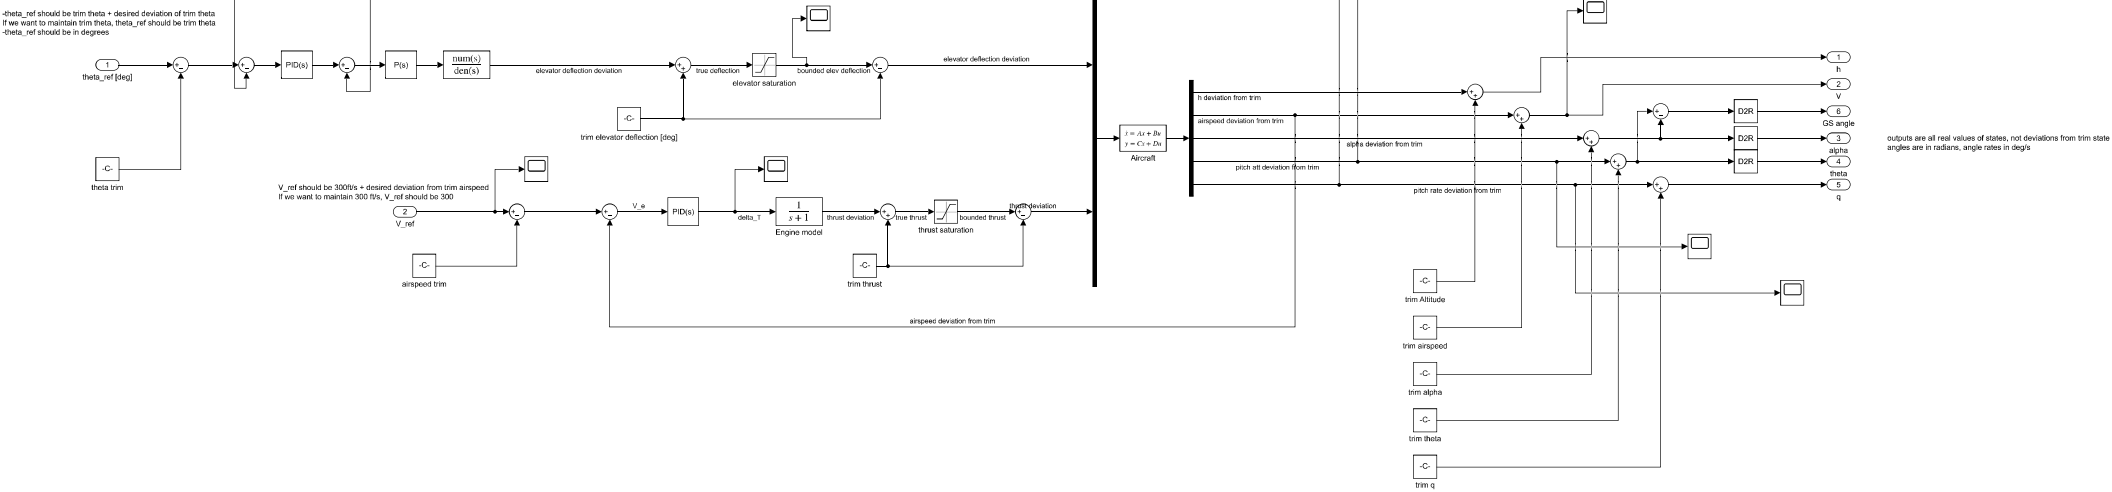 -theta_ref should be trim theta + desired deviation of trim theta
If we want to maintain trim theta, theta_ref should be trim theta
-theta_ref should be in degrees
1
theta_ref [deg]
PID(s)
P(s)
num(s)
den(s)
elevator deflection deviation
true deflection
elevator saturation
bounded elev deflection
elevator deflection deviation
-C-
trim elevator deflection [deg]
-C-
theta trim
V_ref should be 300ft/s + desired deviation from trim airspeed
If we want to maintain 300 ft/s, V_ref should be 300
2
V_ref
V_e
PID(s)
delta_T
1
s+1
Engine model
thrust deviation
true thrust
thrust saturation
bounded thrust
thrust deviation
-C-
airspeed trim
-C-
trim thrust
airspeed deviation from trim
ẋ = Ax + Bu
y = Cx + Du
Aircraft
h deviation from trim
airspeed deviation from trim
alpha deviation from trim
pitch att deviation from trim
pitch rate deviation from trim
1
h
2
V
D2R
6
GS angle
D2R
3
alpha
D2R
4
theta
5
q
outputs are all real values of states, not deviations from trim state
angles are in radians, angle rates in deg/s
-C-
trim Altitude
-C-
trim airspeed
-C-
trim alpha
-C-
trim theta
-C-
trim q